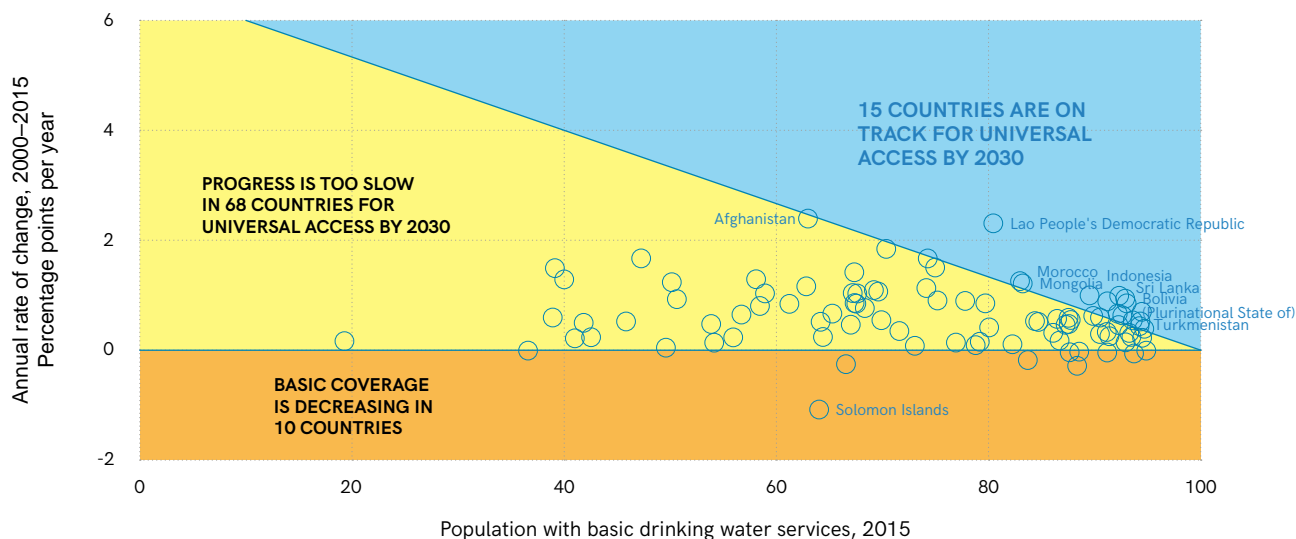 6
4
2
0
-2
Annual rate of change, 2000–2015
Percentage points per year
15 COUNTRIES ARE ON
TRACK FOR UNIVERSAL
ACCESS BY 2030
PROGRESS IS TOO SLOW
IN 68 COUNTRIES FOR
UNIVERSAL ACCESS BY 2030
Afghanistan
Lao People's Democratic Republic
Morocco
Indonesia
Mongolia
Sri Lanka
Bolivia
(Plurinational State of)
Turkmenistan
BASIC COVERAGE
IS DECREASING IN
10 COUNTRIES
Solomon Islands
0 20 40 60 80 100
Population with basic drinking water services, 2015